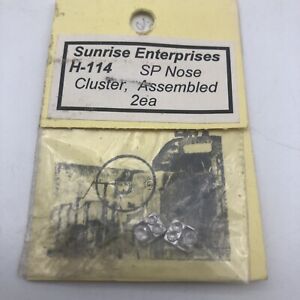 Sunrise Enterprises
H-114 SP Nose
Cluster, Assembled
2ea